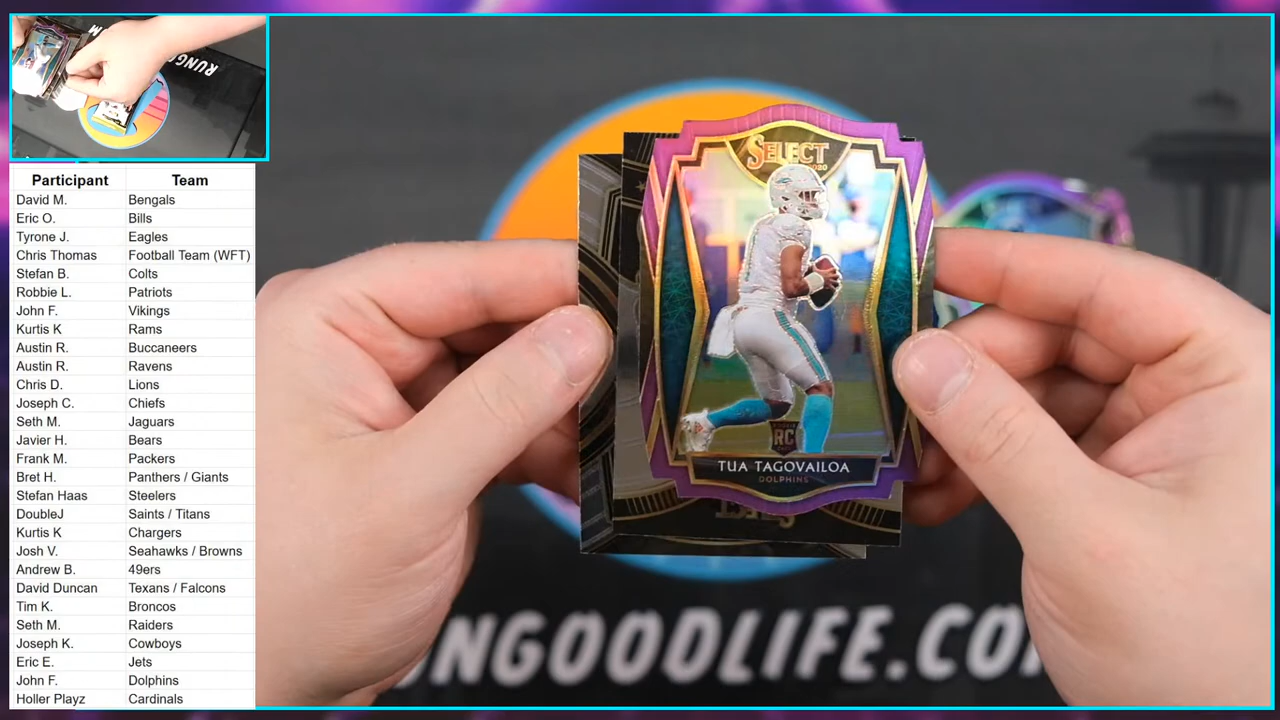 RUNGOOD
M
Participant Team
David M. Bengals
Eric O. Bills
Tyrone J. Eagles
Chris Thomas Football Team (WFT)
Stefan B. Colts
Robbie L. Patriots
John F. Vikings
Kurtis K Rams
Austin R. Buccaneers
Austin R. Ravens
Chris D. Lions
Joseph C. Chiefs
Seth M. Jaguars
Javier H. Bears
Frank M. Packers
Bret H. Panthers / Giants
Stefan Haas Steelers
DoubleJ Saints / Titans
Kurtis K Chargers
Josh V. Seahawks / Browns
Andrew B. 49ers
David Duncan Texans / Falcons
Tim K. Broncos
Seth M. Raiders
Joseph K. Cowboys
Eric E. Jets
John F. Dolphins
Holler Playz Cardinals
SELECT
2020
ROOKIE
RC
TUA TAGOVAILOA
DOLPHINS
NGOODLIFE.CO